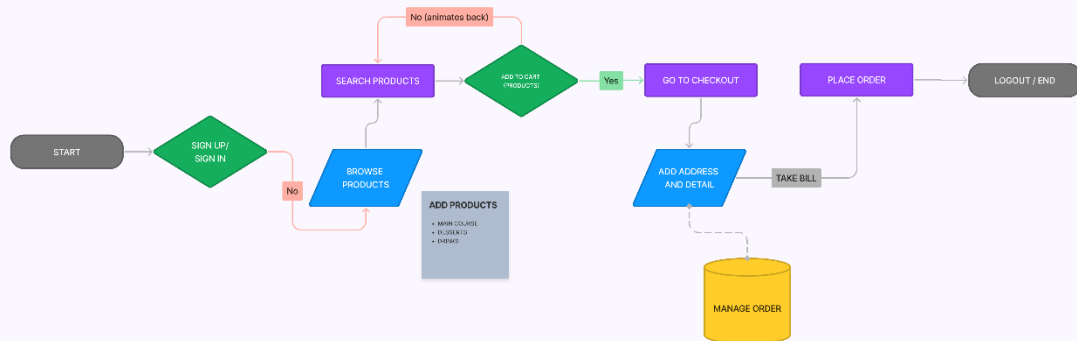 No (animates back)
SEARCH PRODUCTS
ADD TO CART
(PRODUCTS)
Yes
GO TO CHECKOUT
PLACE ORDER
LOGOUT / END
START
SIGN UP/
SIGN IN
No
BROWSE
PRODUCTS
ADD ADDRESS
AND DETAIL
TAKE BILL
ADD PRODUCTS
• MAIN COURSE
• DESSERTS
• DRINKS
MANAGE ORDER